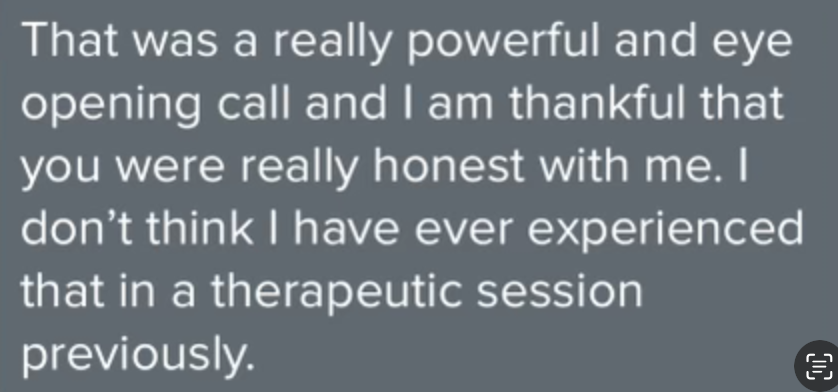 That was a really powerful and eye
opening call and I am thankful that
you were really honest with me. I
don’t think I have ever experienced
that in a therapeutic session
previously.